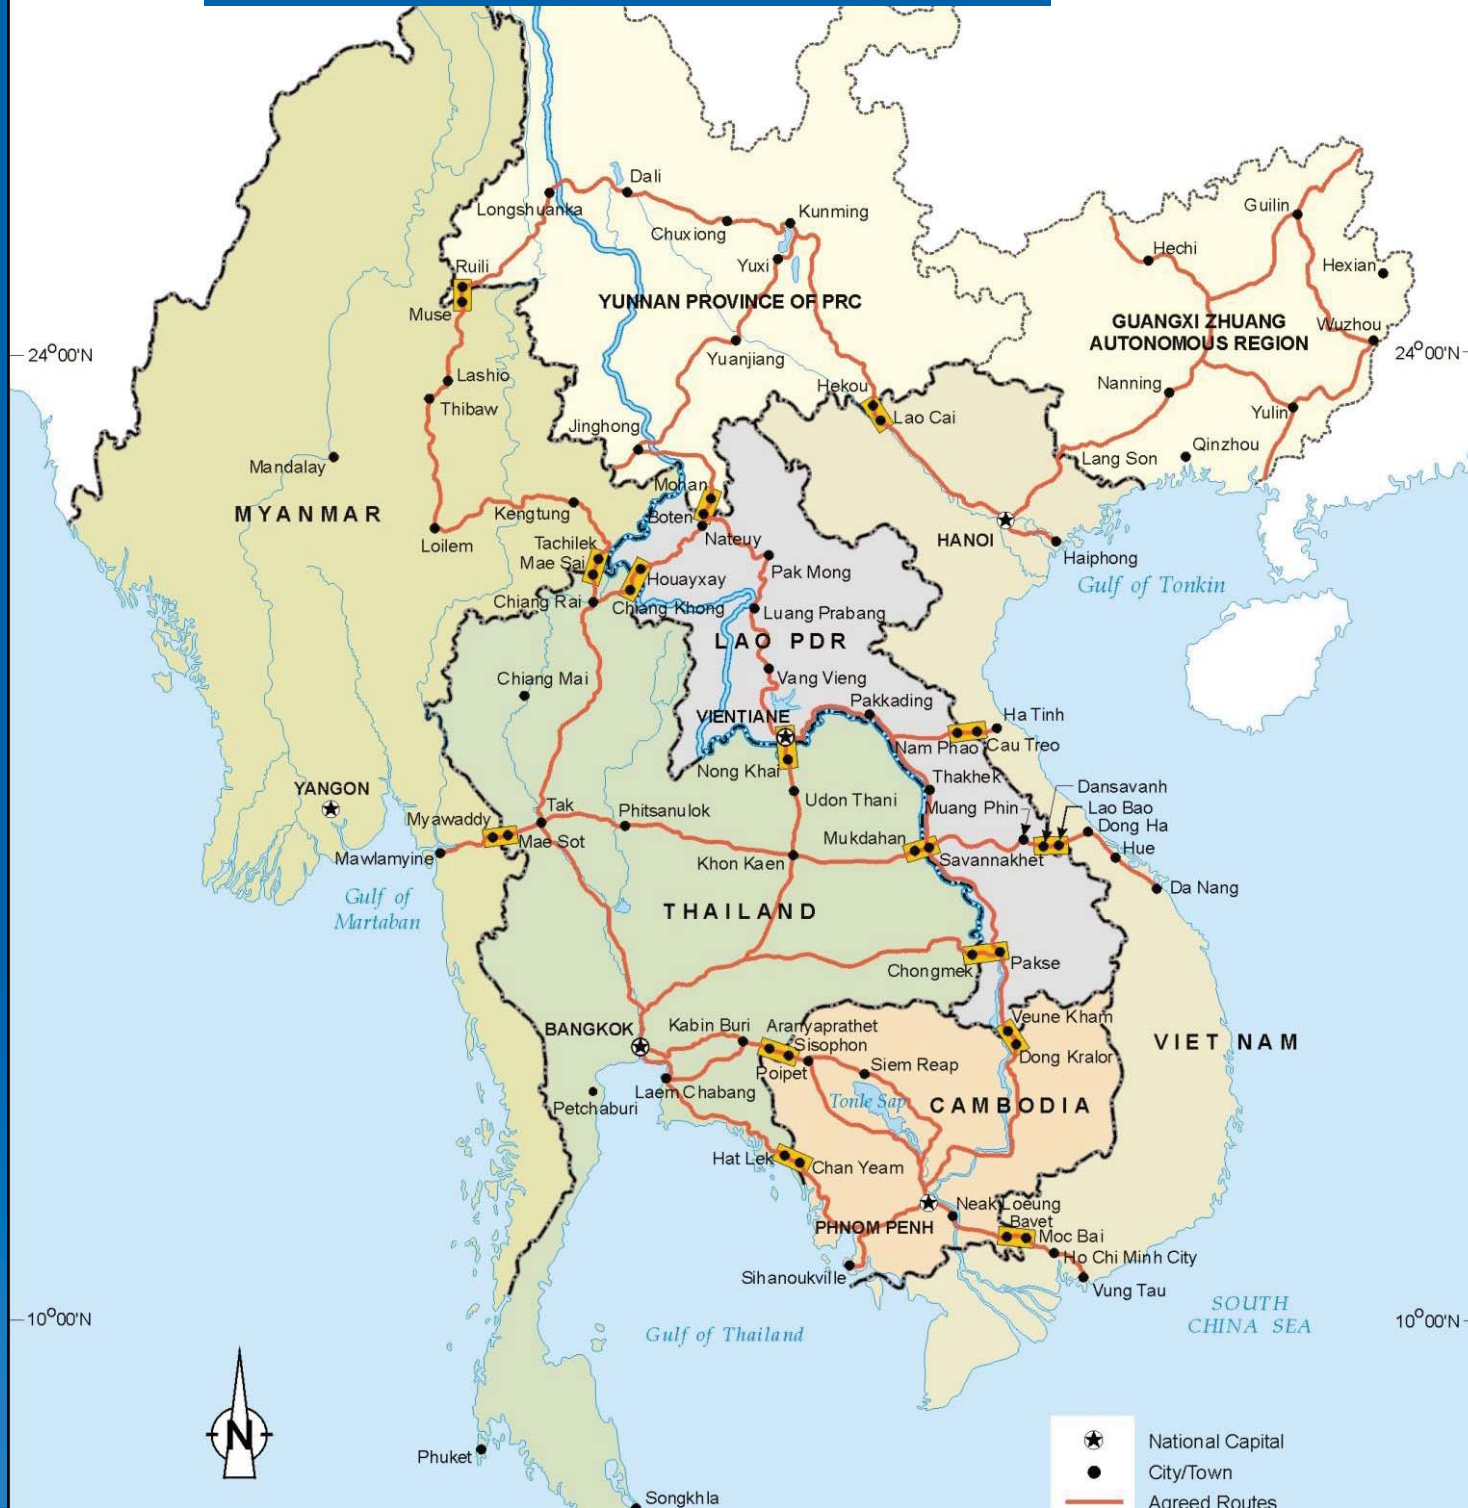 Dali
Longshuanka
Kunming
Guilin
Chuxiong
Hechi
Ruili
Yuxi
Hexian
YUNNAN PROVINCE OF PRC
Muse
GUANGXI ZHUANG
AUTONOMOUS REGION
Wuzhou
24°00'N
24°00'N
Yuanjiang
Lashio
Hekou
Nanning
Thibaw
Lao Cai
Yulin
Jinghong
Qinzhou
Mandalay
Lang Son
Mohan
MYANMAR
Kengtung
Boten
Loilem
Tachilek
Nateuy
HANOI
Mae Sai
Haiphong
Houayxay
Pak Mong
Gulf of Tonkin
Chiang Rai
Chiang Khong
Luang Prabang
LAO PDR
Chiang Mai
Vang Vieng
Pakkading
VIENTIANE
Ha Tinh
Nam Phao
Cau Treo
Nong Khai
Thakhek
YANGON
Dansavanh
Udon Thani
Tak
Phitsanulok
Muang Phin
Lao Bao
Myawaddy
Dong Ha
Mae Sot
Mukdahan
Hue
Mawlamyine
Khon Kaen
Savannakhet
Da Nang
Gulf of
Martaban
THAILAND
Chongmek
Pakse
Veune Kham
BANGKOK
Kabin Buri
Aranyaprathet
VIET NAM
Sisophon
Dong Kralor
Poipet
Siem Reap
Laem Chabang
Petchaburi
Tonle Sap
CAMBODIA
Hat Lek
Chan Yeam
Neak Loeung
PHNOM PENH
Bavet
Moc Bai
Ho Chi Minh City
Sihanoukville
Vung Tau
SOUTH
CHINA SEA
10°00'N
10°00'N
Gulf of Thailand
N
National Capital
Phuket
City/Town
Songkhla
Agreed Routes